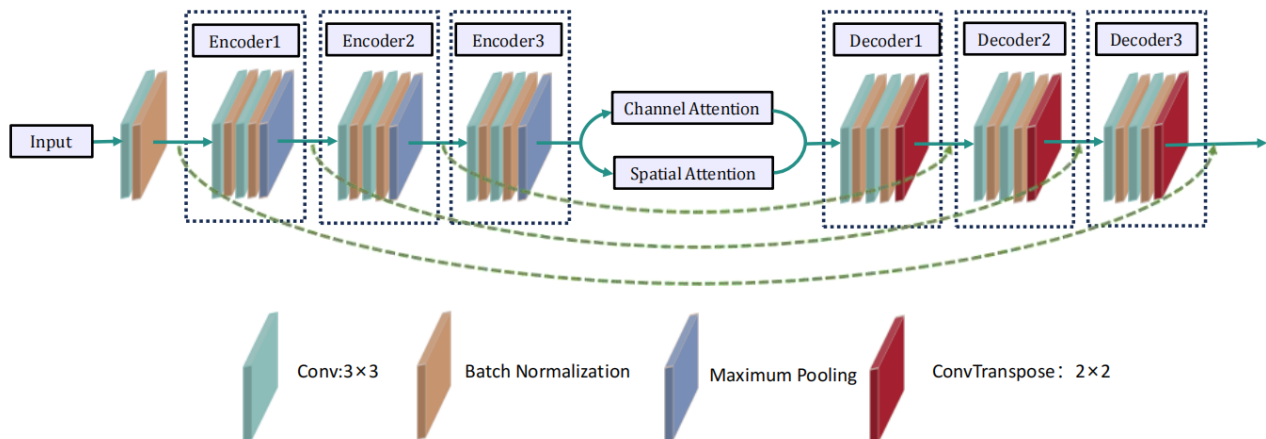 Encoder1
Encoder2
Encoder3
Decoder1
Decoder2
Decoder3
Input
Channel Attention
Spatial Attention
Conv:3×3
Batch Normalization
Maximum Pooling
ConvTranspose：2×2